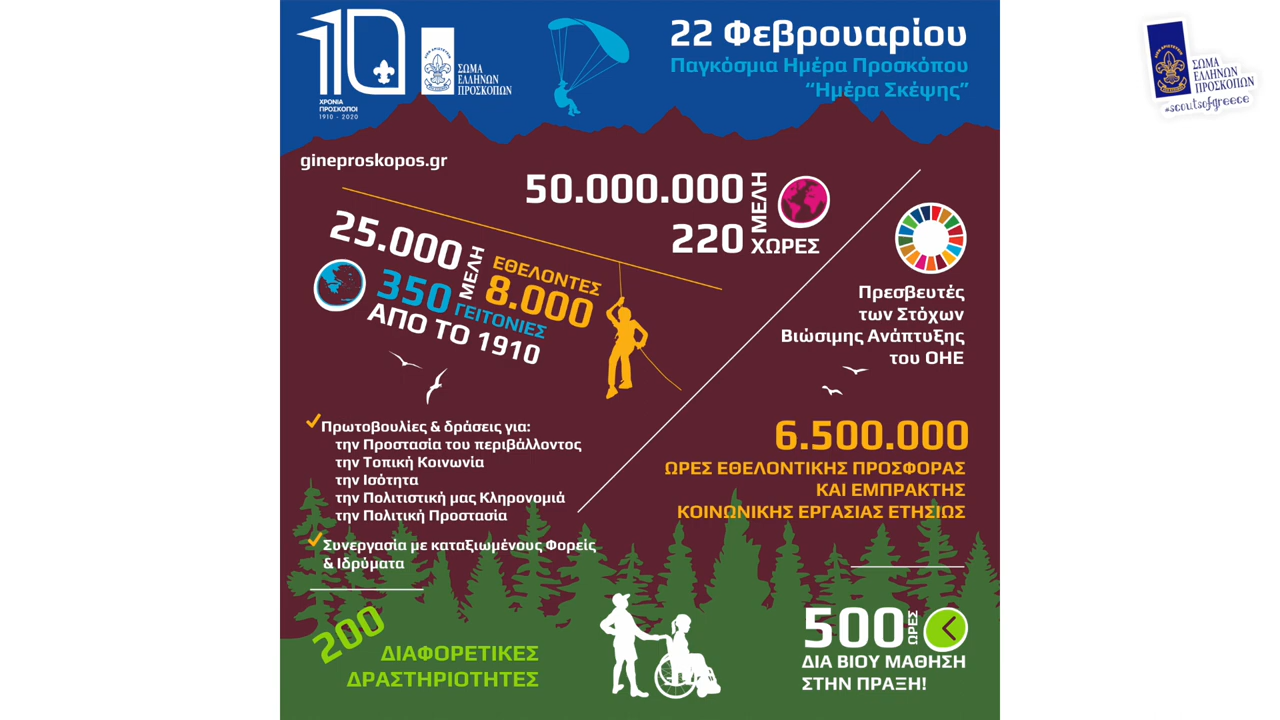 10
ΧΡΟΝΙΑ
ΠΡΟΣΚΟΠΟΙ
1910 - 2020
ΣΩΜΑ
ΕΛΛΗΝΩΝ
ΠΡΟΣΚΟΠΩΝ
22 Φεβρουαρίου
Παγκόσμια Ημέρα Προσκόπου
“Ημέρα Σκέψης”
ΣΩΜΑ
ΕΛΛΗΝΩΝ
ΠΡΟΣΚΟΠΩΝ
#scoutsofgreece
gineproskopos.gr
50.000.000
ΜΕΛΗ
220
ΧΩΡΕΣ
25.000
ΜΕΛΗ
350
ΓΕΙΤΟΝΙΕΣ
ΕΘΕΛΟΝΤΕΣ
8.000
ΑΠΟ ΤΟ 1910
Πρεσβευτές
των Στόχων
Βιώσιμης Ανάπτυξης
του ΟΗΕ
Πρωτοβουλίες & δράσεις για:
την Προστασία του περιβάλλοντος
την Τοπική Κοινωνία
την Ισότητα
την Πολιτιστική μας Κληρονομιά
την Πολιτική Προστασία
Συνεργασία με καταξιωμένους Φορείς
& Ιδρύματα
6.500.000
ΩΡΕΣ ΕΘΕΛΟΝΤΙΚΗΣ ΠΡΟΣΦΟΡΑΣ
ΚΑΙ ΕΜΠΡΑΚΤΗΣ
ΚΟΙΝΩΝΙΚΗΣ ΕΡΓΑΣΙΑΣ ΕΤΗΣΙΩΣ
200
ΔΙΑΦΟΡΕΤΙΚΕΣ
ΔΡΑΣΤΗΡΙΟΤΗΤΕΣ
500
ΩΡΕΣ
ΔΙΑ ΒΙΟΥ ΜΑΘΗΣΗ
ΣΤΗΝ ΠΡΑΞΗ!